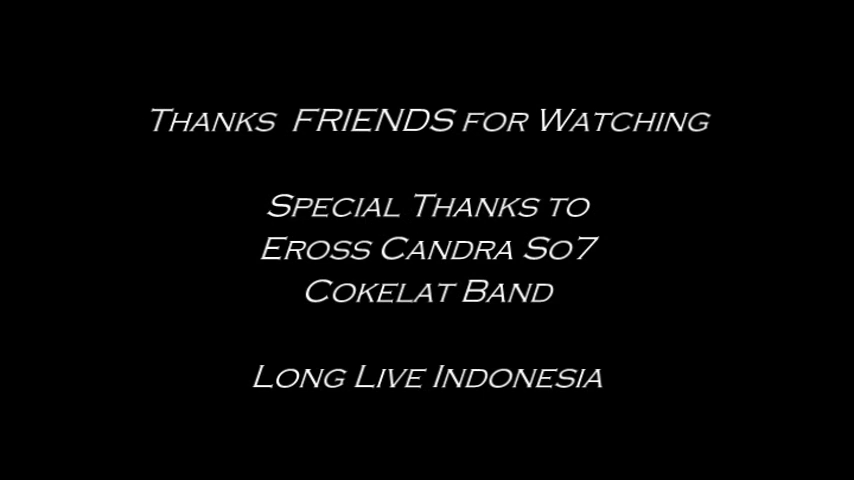 Thanks FRIENDS for Watching
Special Thanks to
Eross Candra So7
Cokelat Band
Long Live Indonesia